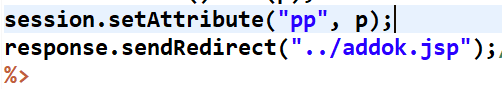 session.setAttribute("pp", p);
response.sendRedirect("../addok.jsp");/
%>